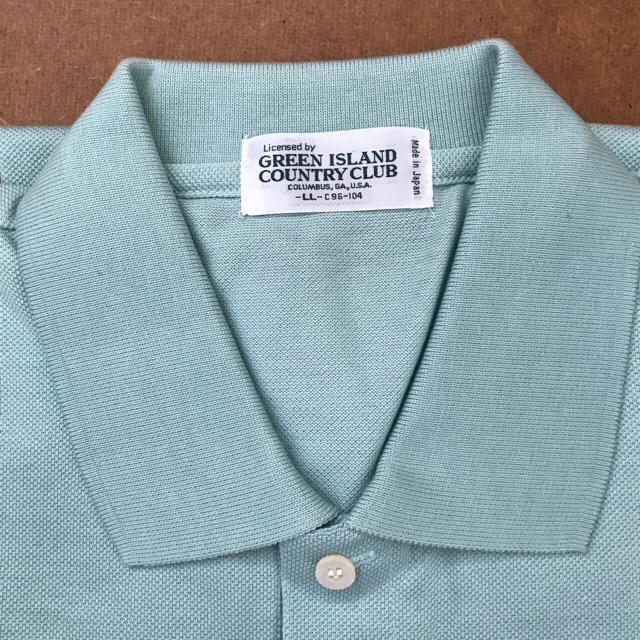 Licensed by
GREEN ISLAND
COUNTRY CLUB
COLUMBUS, GA., U.S.A.
-LL- C96-104
Made in Japan